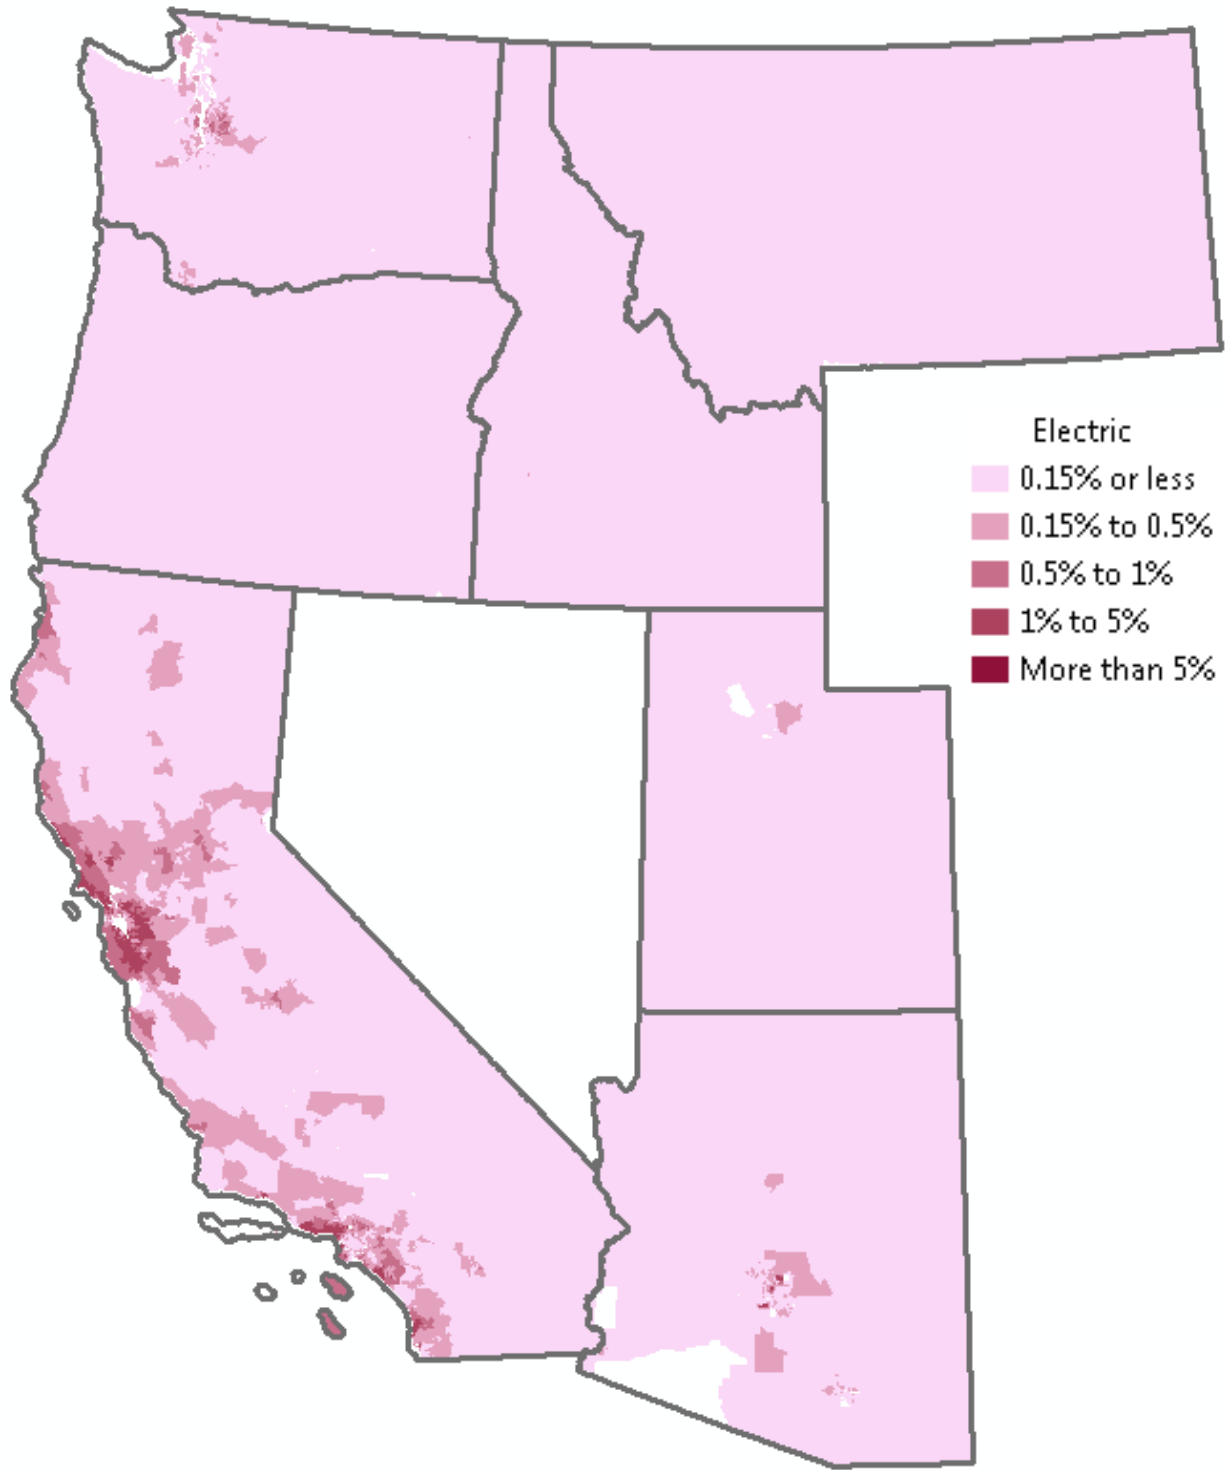 Electric
0.15% or less
0.15% to 0.5%
0.5% to 1%
1% to 5%
More than 5%